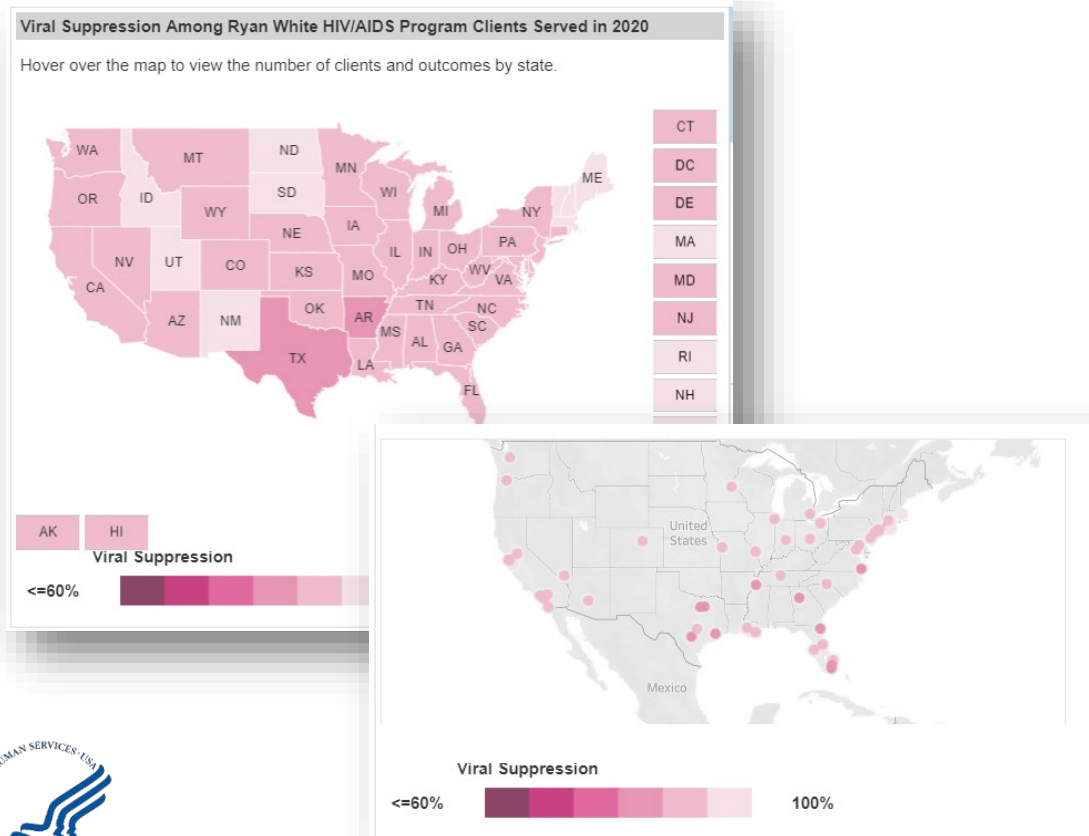 Viral Suppression Among Ryan White HIV/AIDS Program Clients Served in 2020
Hover over the map to view the number of clients and outcomes by state.
WA
MT
ND
MN
ME
OR
ID
SD
WI
WY
MI
NY
NE
IA
NV
UT
CO
IL
IN
OH
PA
CA
KS
MO
KY
WV
VA
AZ
NM
OK
AR
TN
NC
SC
MS
AL
GA
TX
LA
FL
CT
DC
DE
MA
MD
NJ
RI
NH
AK
HI
Viral Suppression
<=60%
United
States
Mexico
Viral Suppression
<=60%
100%
SERVICES·USA